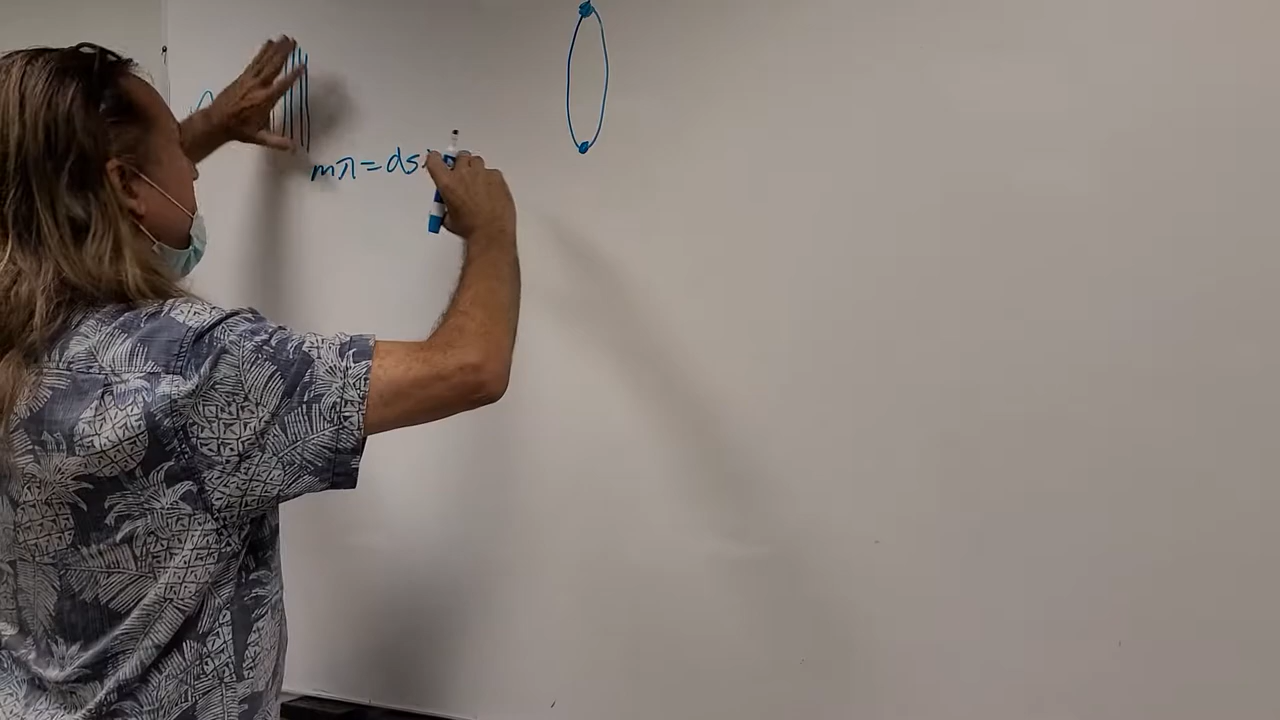 mλ = ds